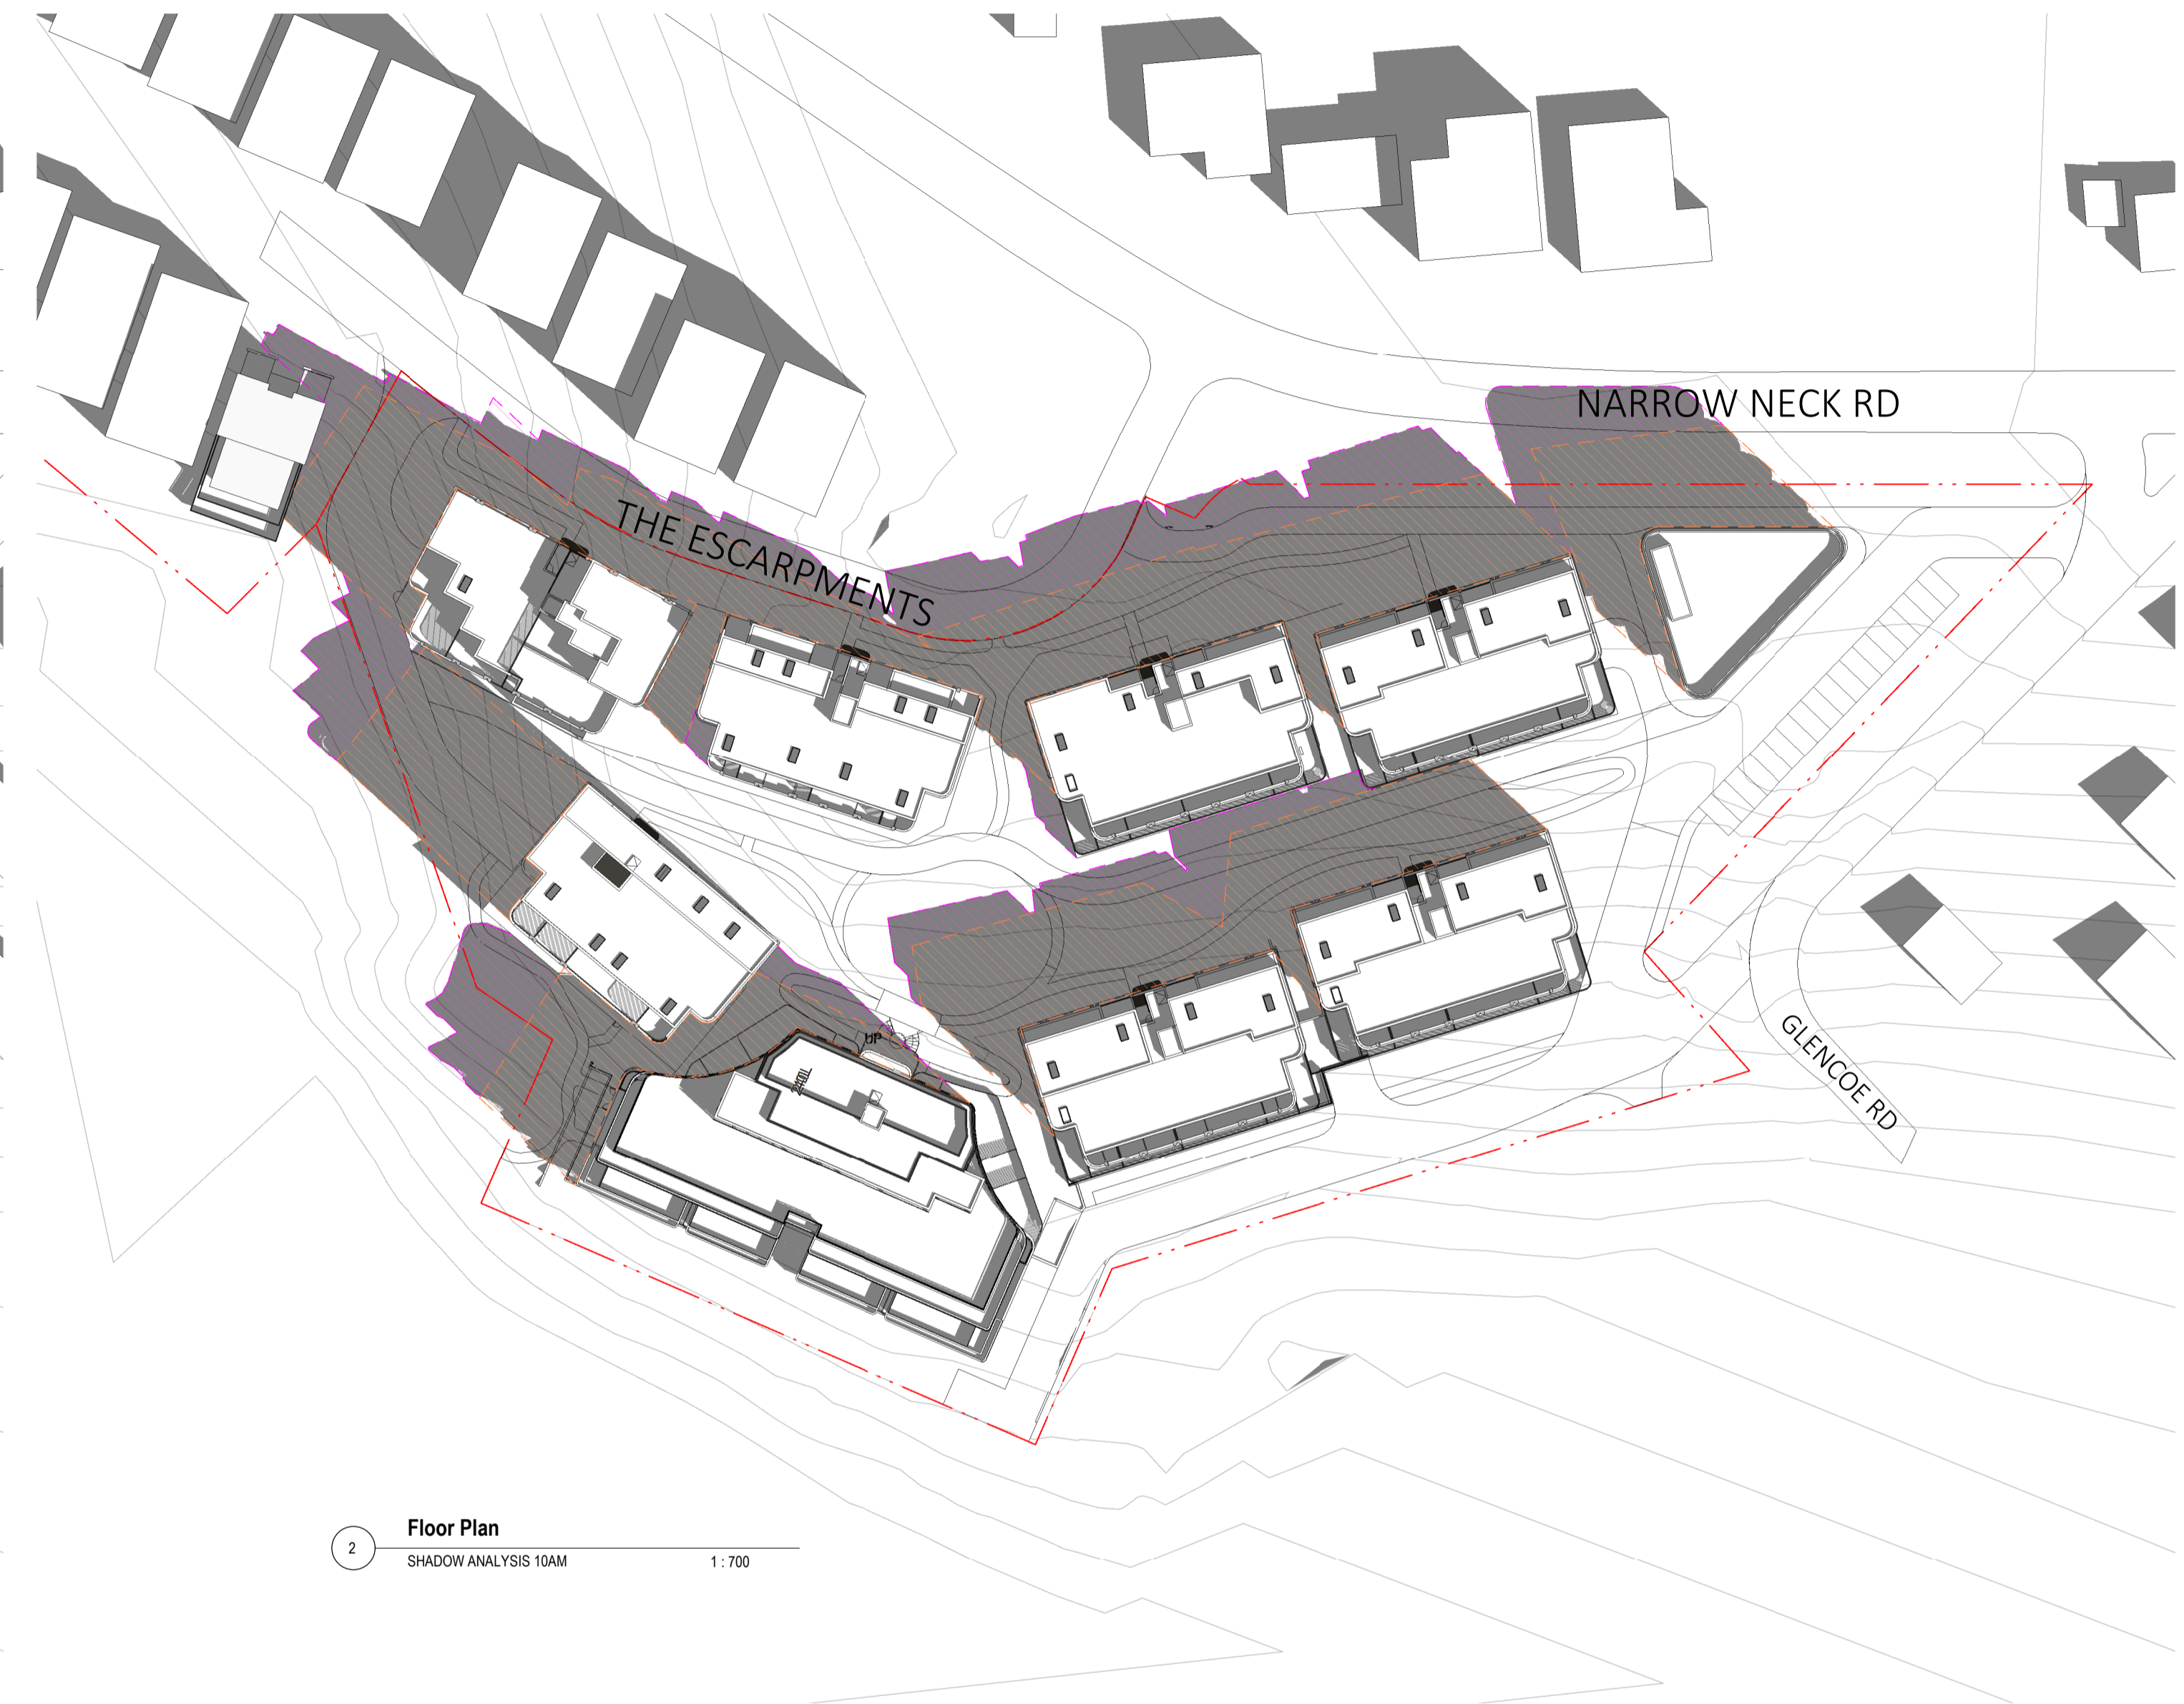 NARROW NECK RD
THE ESCARPMENTS
UP
GLENCOE RD
2
Floor Plan
SHADOW ANALYSIS 10AM
1 : 700